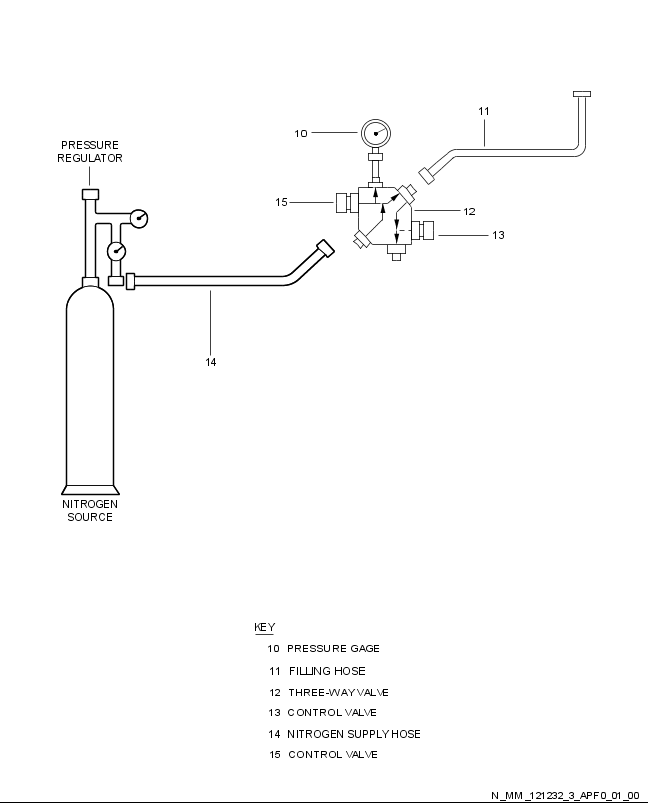 11
10
PRESSURE
REGULATOR
15
12
13
14
NITROGEN
SOURCE
KEY
10 PRESSURE GAGE
11 FILLING HOSE
12 THREE-WAY VALVE
13 CONTROL VALVE
14 NITROGEN SUPPLY HOSE
15 CONTROL VALVE
N_MM_121232_3_APF0_01_00